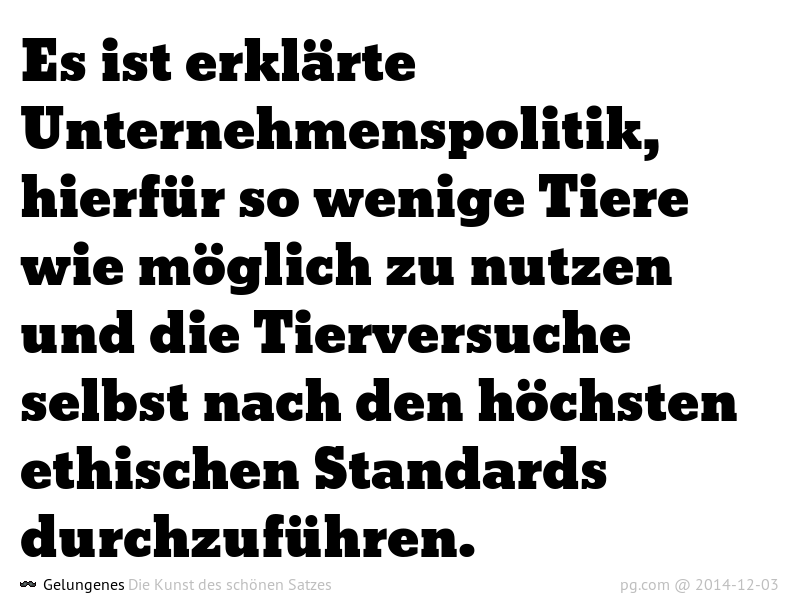 Es ist erklärte
Unternehmenspolitik,
hierfür so wenige Tiere
wie möglich zu nutzen
und die Tierversuche
selbst nach den höchsten
ethischen Standards
durchzuführen.
Gelungenes Die Kunst des schönen Satzes
pg.com @ 2014-12-03